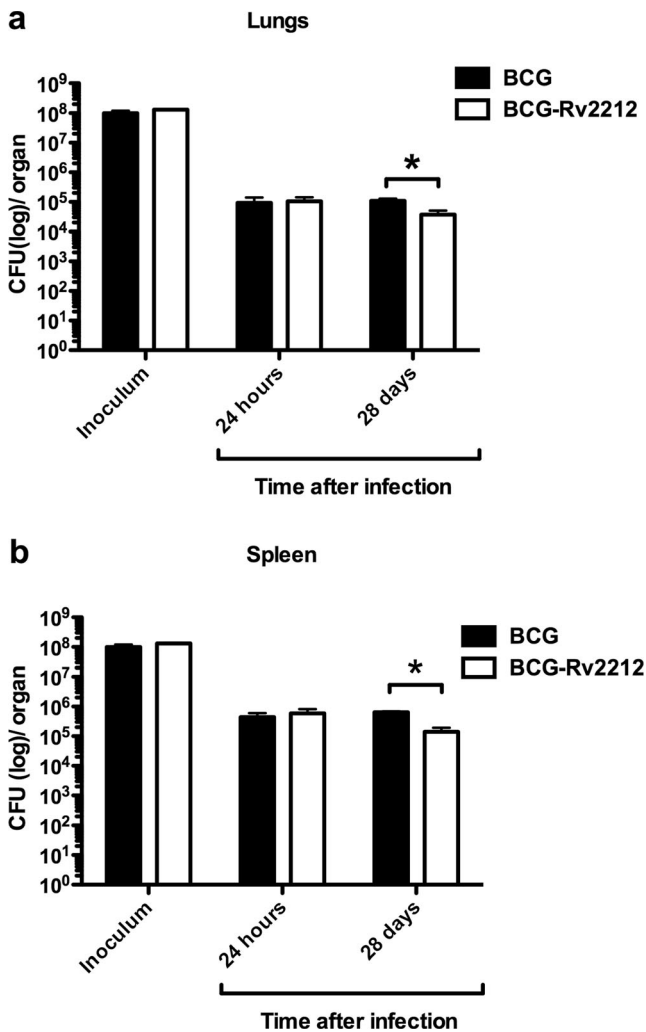 a
Lungs
BCG
BCG-Rv2212
CFU(log)/ organ
10⁹
10⁸
10⁷
10⁶
10⁵
10⁴
10³
10²
10¹
10⁰
*
Inoculum
24 hours
28 days
Time after infection
b
Spleen
BCG
BCG-Rv2212
CFU (log)/ organ
10⁹
10⁸
10⁷
10⁶
10⁵
10⁴
10³
10²
10¹
10⁰
*
Inoculum
24 hours
28 days
Time after infection